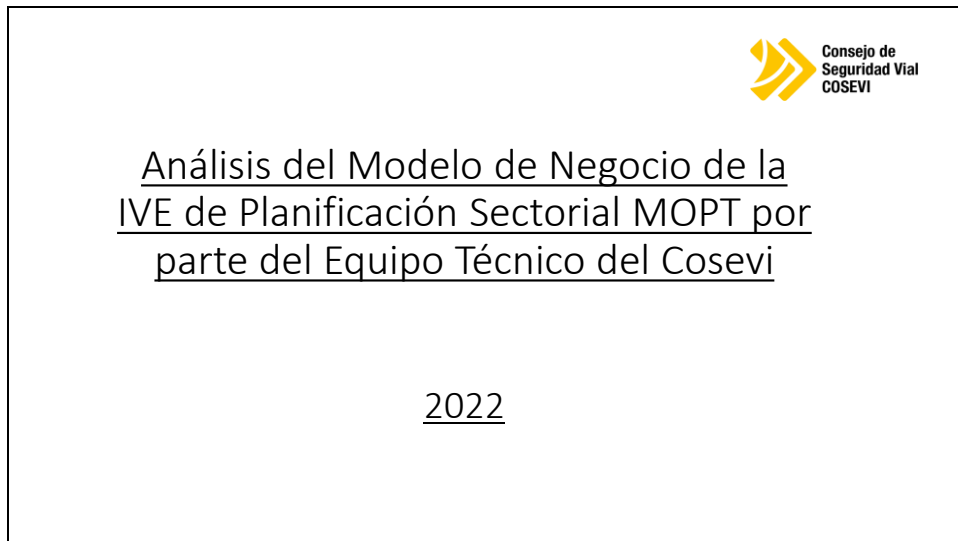 Consejo de
Seguridad Vial
COSEVI
Análisis del Modelo de Negocio de la
IVE de Planificación Sectorial MOPT por
parte del Equipo Técnico del Cosevi
2022